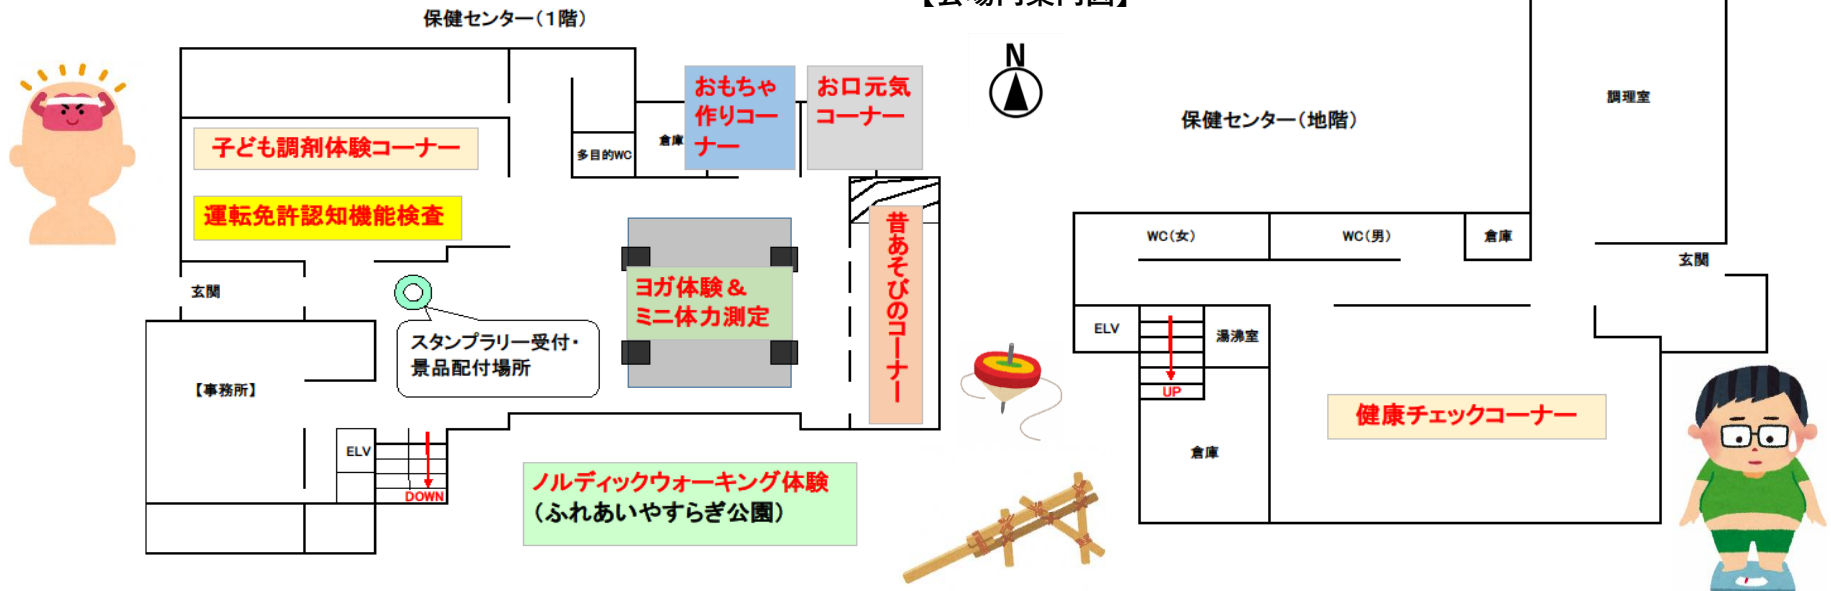 【会場内案内図】
保健センター(1階)
子ども調剤体験コーナー
運転免許認知機能検査
多目的WC
倉庫
おもちゃ
作りコー
ナー
お口元気
コーナー
玄関
スタンプラリー受付・
景品配付場所
ヨガ体験&
ミニ体力測定
昔あそびのコーナー
【事務所】
ELV
DOWN
ノルディックウォーキング体験
(ふれあいやすらぎ公園)
N
保健センター(地階)
調理室
WC(女)
WC(男)
倉庫
玄関
ELV
湯沸室
UP
倉庫
健康チェックコーナー